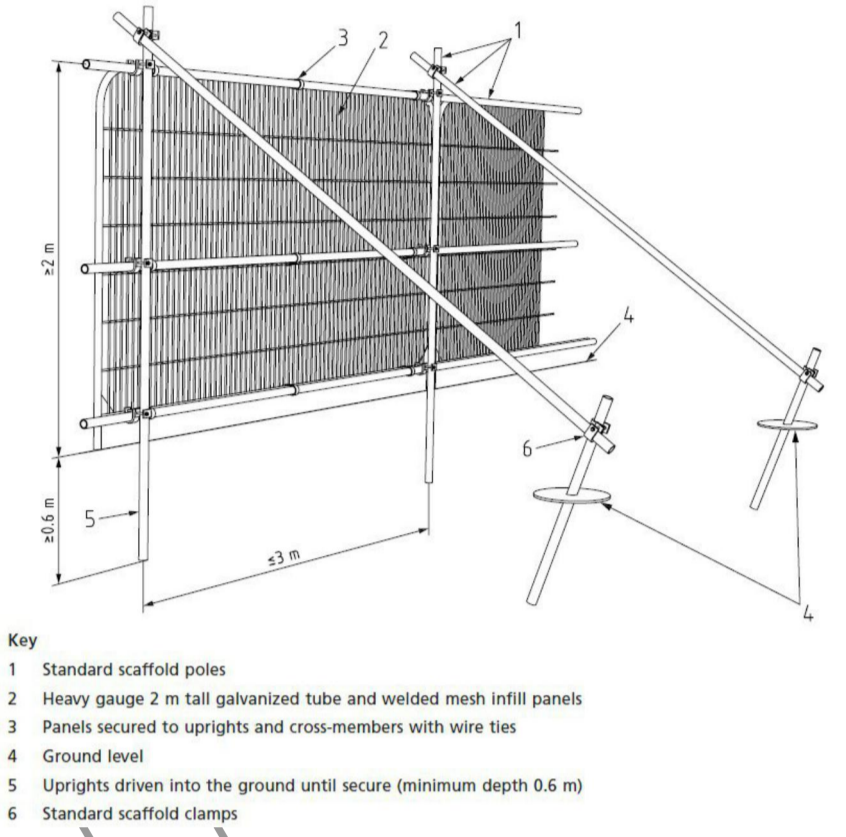 1
3
2
≥2 m
4
6
≥0.6 m
5
≤3 m
4
Key
1 Standard scaffold poles
2 Heavy gauge 2 m tall galvanized tube and welded mesh infill panels
3 Panels secured to uprights and cross-members with wire ties
4 Ground level
5 Uprights driven into the ground until secure (minimum depth 0.6 m)
6 Standard scaffold clamps